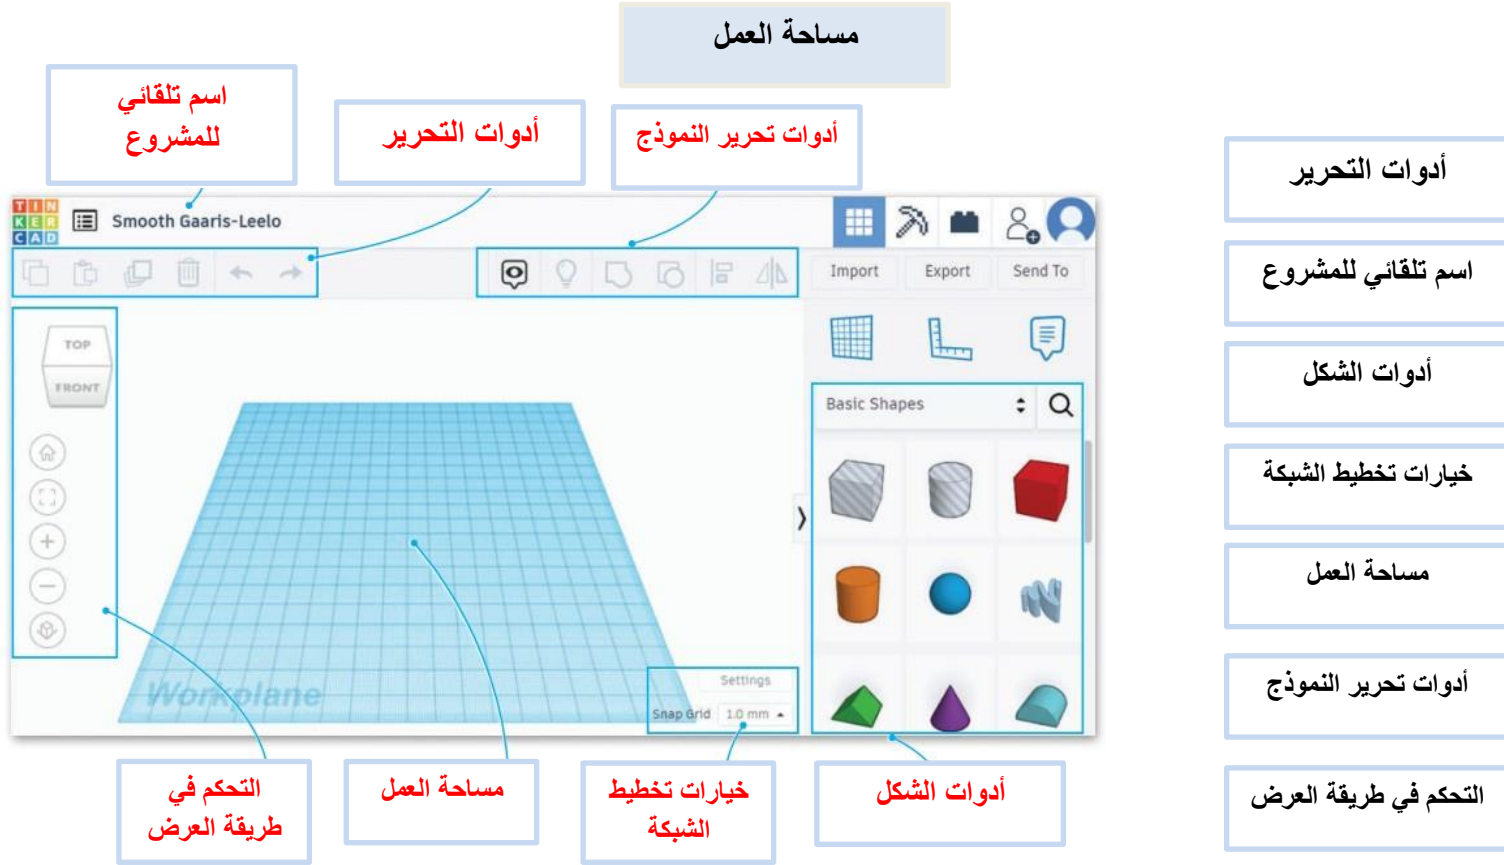 مساحة العمل
اسم تلقائي
للمشروع
أدوات التحرير
أدوات تحرير النموذج
TIN
KER
CAD
Smooth Gaaris-Leelo
Import
Export
Send To
TOP
FRONT
Basic Shapes
Workplane
Settings
Snap Grid
1.0 mm
التحكم في
طريقة العرض
مساحة العمل
خيارات تخطيط
الشبكة
أدوات الشكل
أدوات التحرير
اسم تلقائي للمشروع
أدوات الشكل
خيارات تخطيط الشبكة
مساحة العمل
أدوات تحرير النموذج
التحكم في طريقة العرض